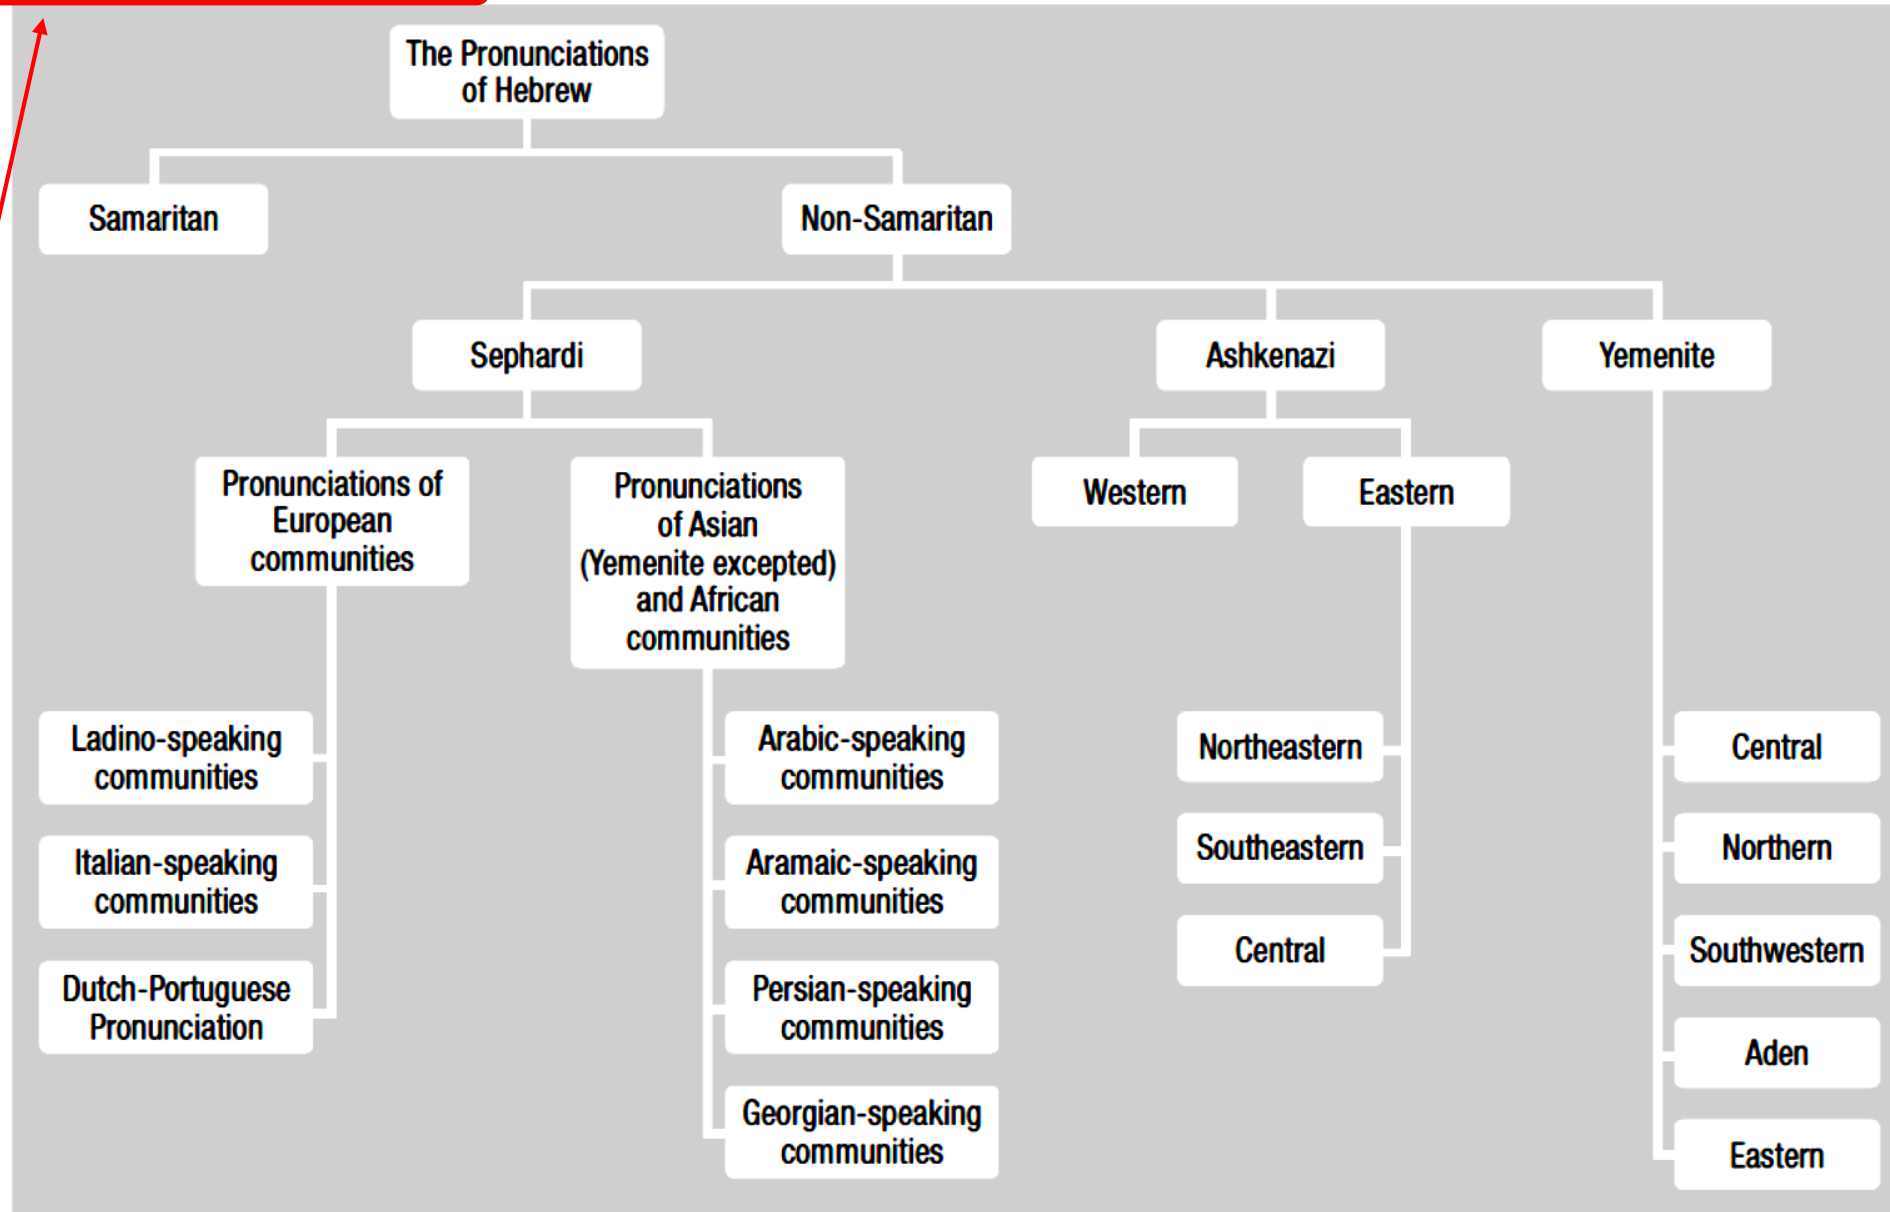 The Pronunciations
of Hebrew
Samaritan
Non-Samaritan
Sephardi
Ashkenazi
Yemenite
Pronunciations of
European
communities
Pronunciations
of Asian
(Yemenite excepted)
and African
communities
Western
Eastern
Ladino-speaking
communities
Italian-speaking
communities
Dutch-Portuguese
Pronunciation
Arabic-speaking
communities
Aramaic-speaking
communities
Persian-speaking
communities
Georgian-speaking
communities
Northeastern
Southeastern
Central
Central
Northern
Southwestern
Aden
Eastern